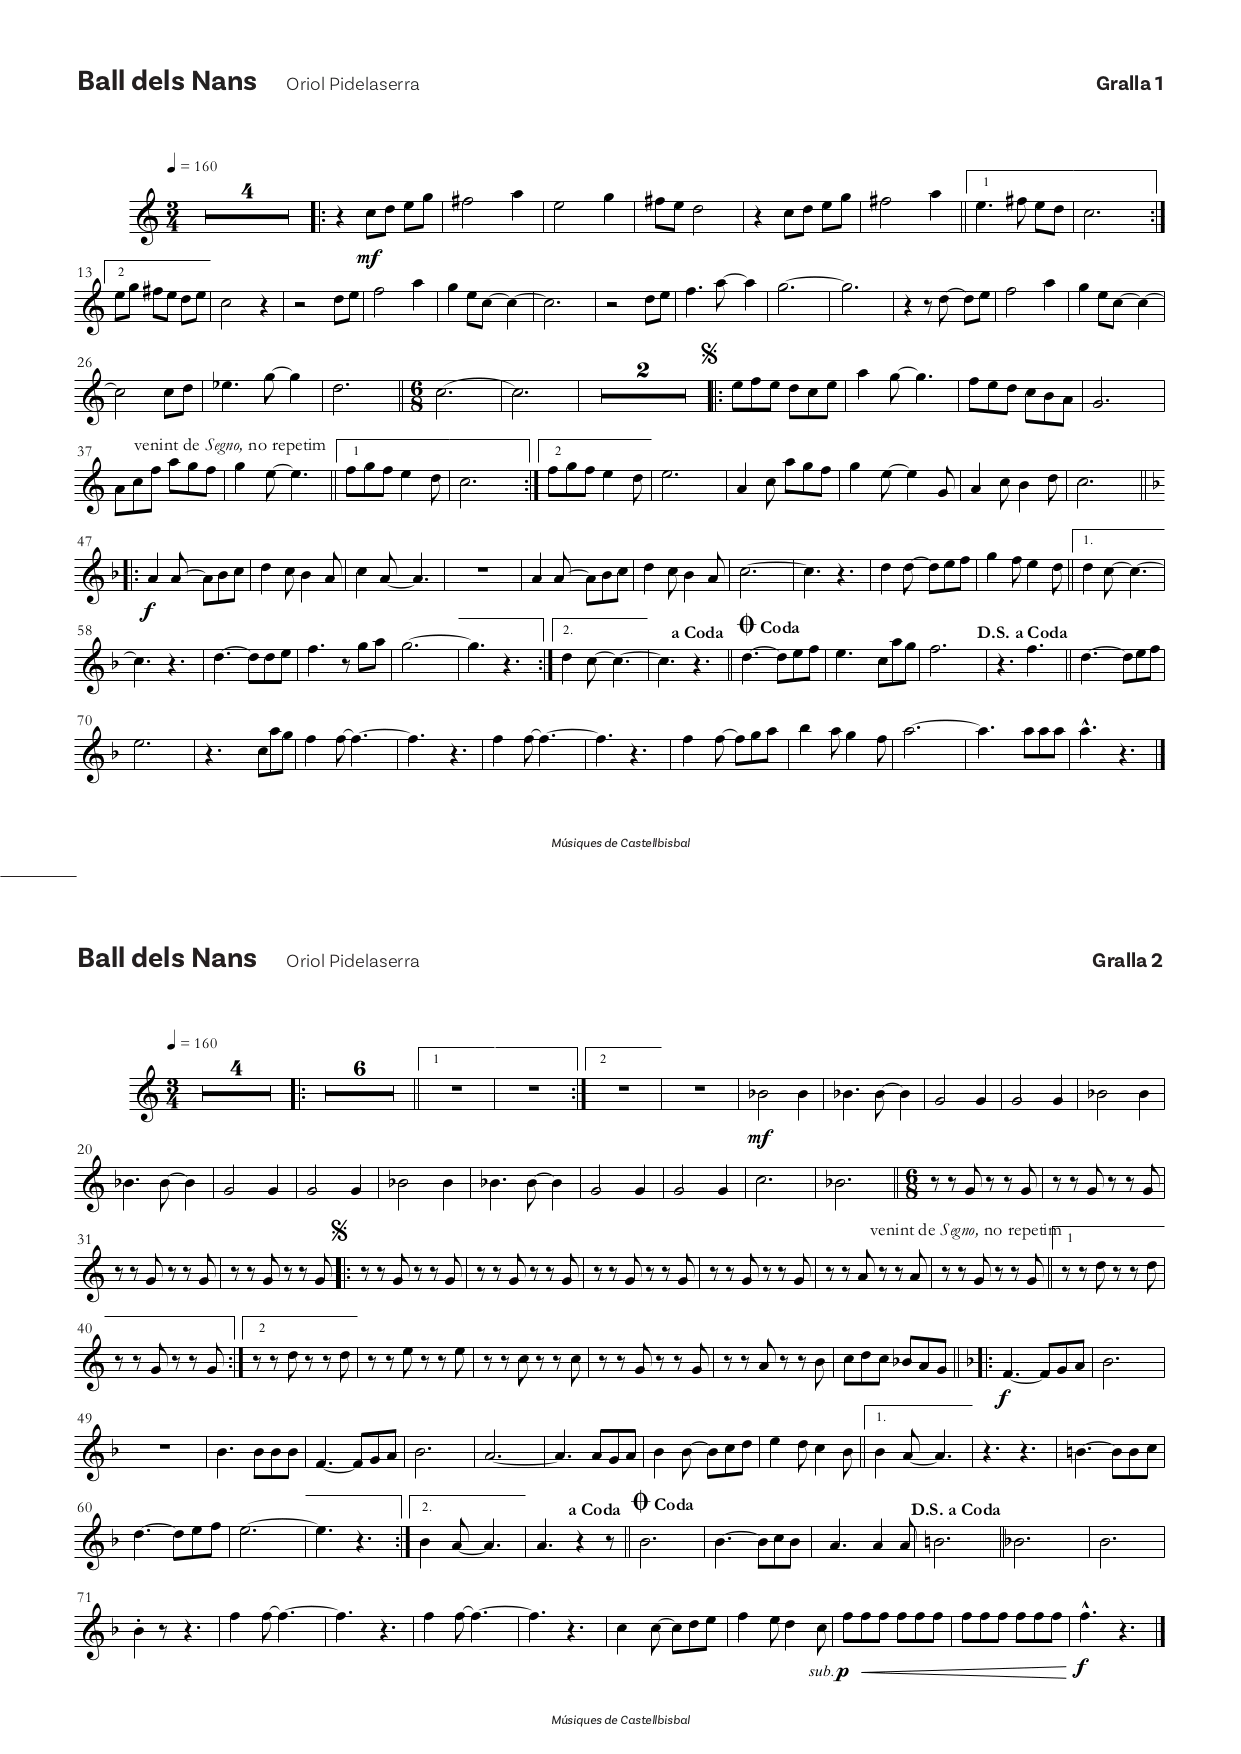 Ball dels Nans Oriol Pidelaserra Gralla 1
= 160
4
1
3
4
mf
13
2
26
2
6
8
37
venint de Segno, no repetim
1
2
47
1.
f
58
2.
a Coda
Coda
D.S. a Coda
70
Músiques de Castellbisbal
Ball dels Nans Oriol Pidelaserra Gralla 2
= 160
4
6
1
2
3
4
mf
20
6
8
31
venint de Segno, no repetim
1
40
2
f
49
1.
60
2.
a Coda
Coda
D.S. a Coda
71
sub. p
f
Músiques de Castellbisbal